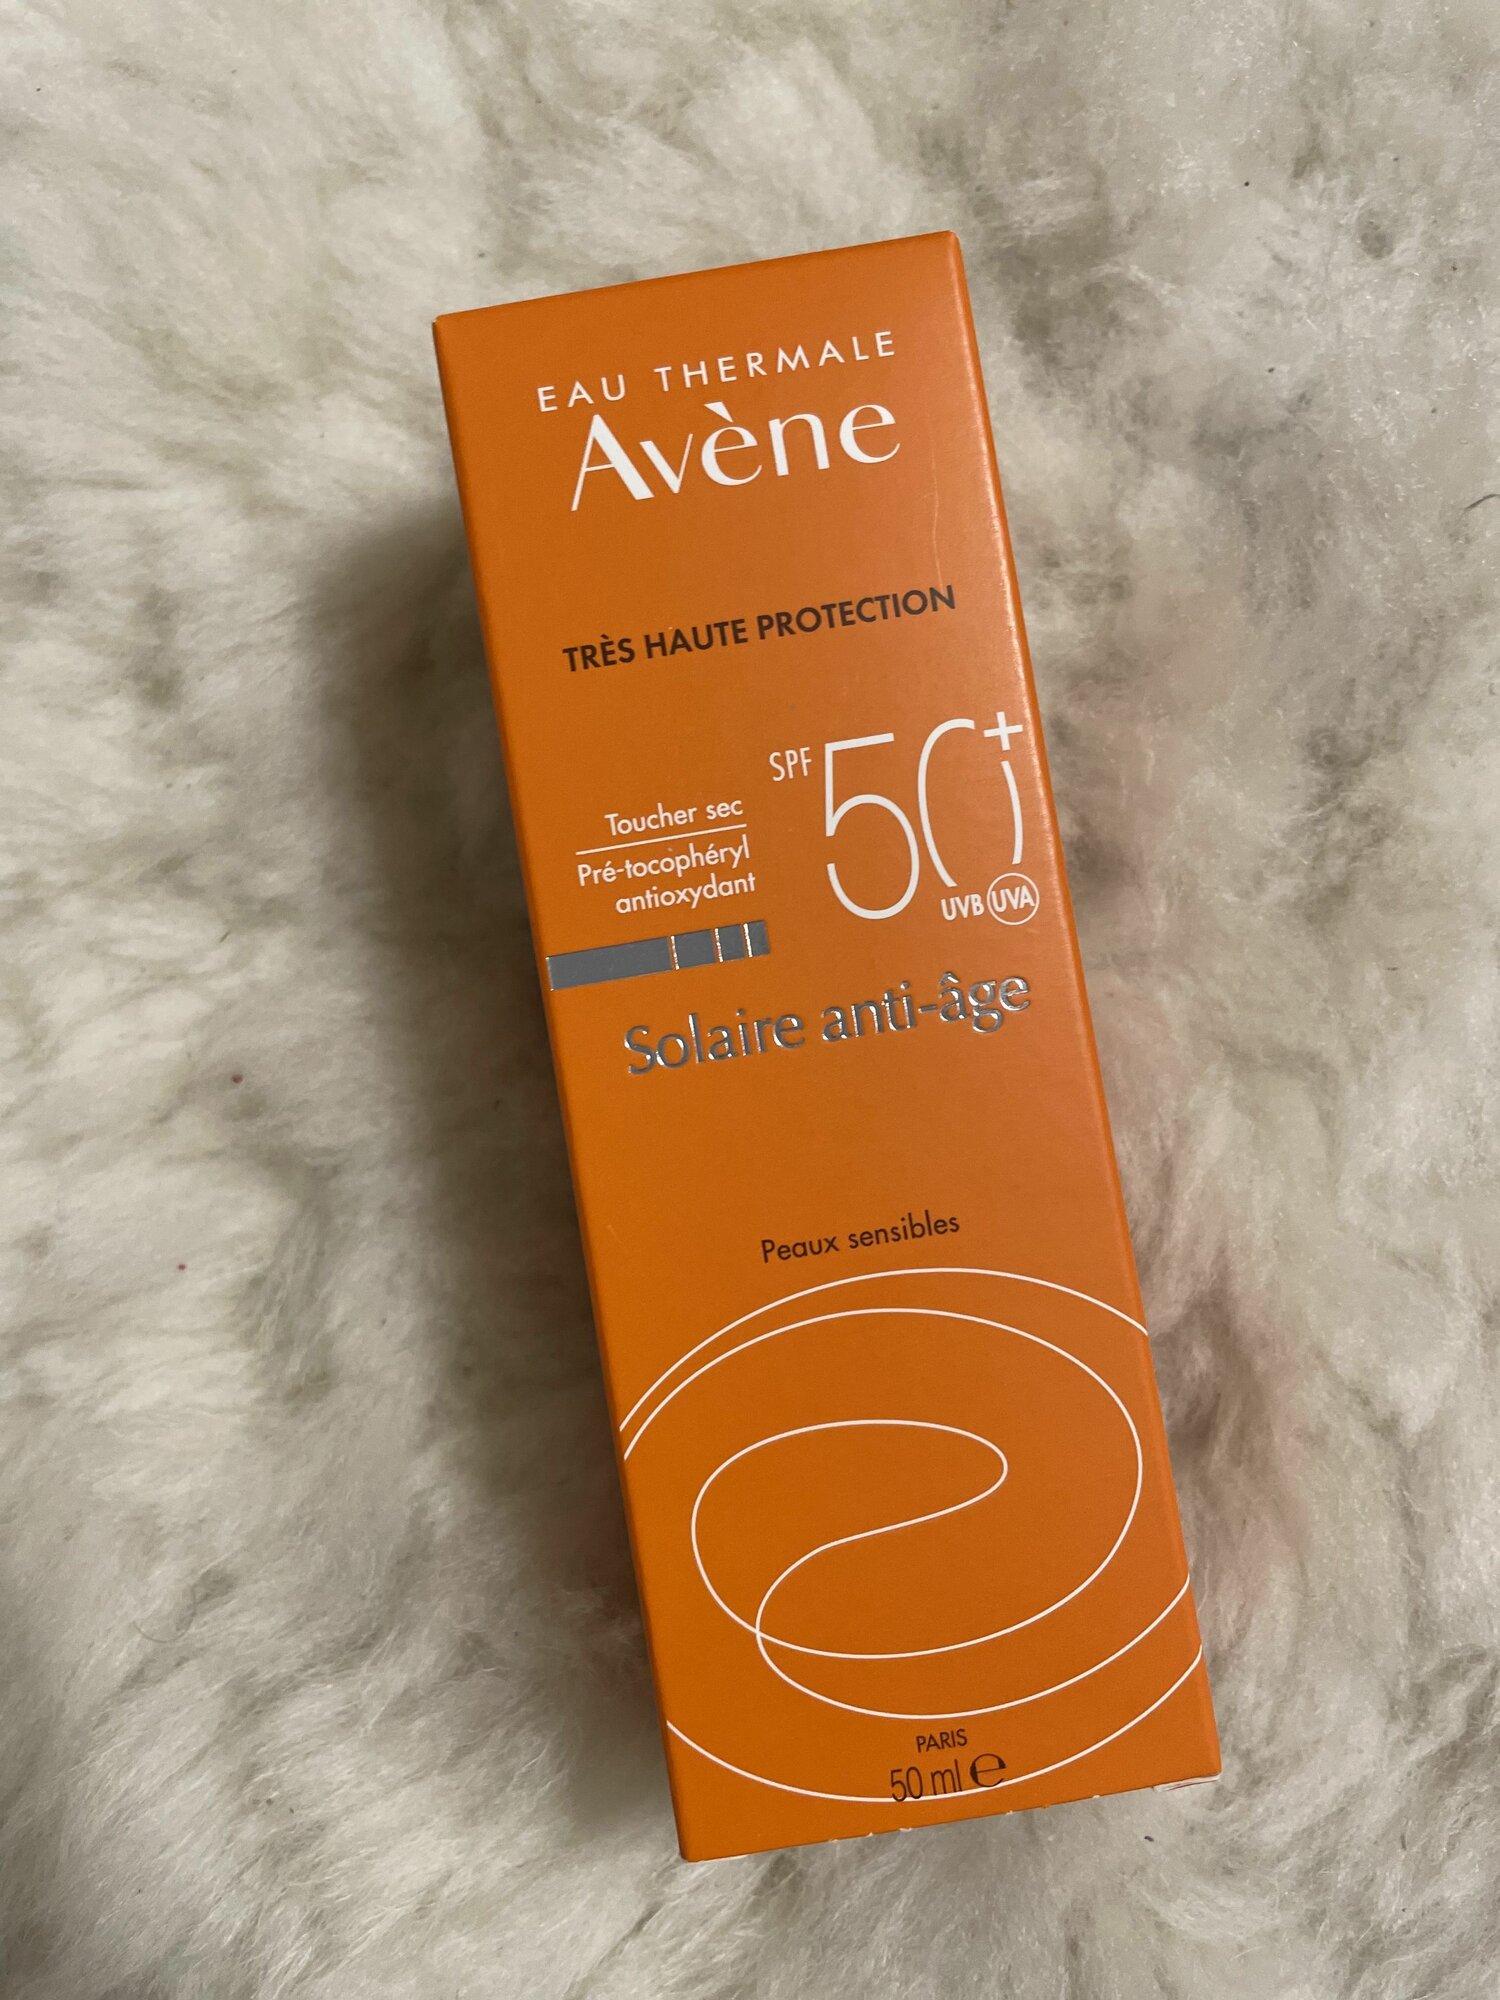 EAU THERMALE
Avène
TRÈS HAUTE PROTECTION
SPF 50+
Toucher sec
Pré-tocophéryl
antioxydant
UVB UVA
Solaire anti-âge
Peaux sensibles
PARIS
50 ml ℮